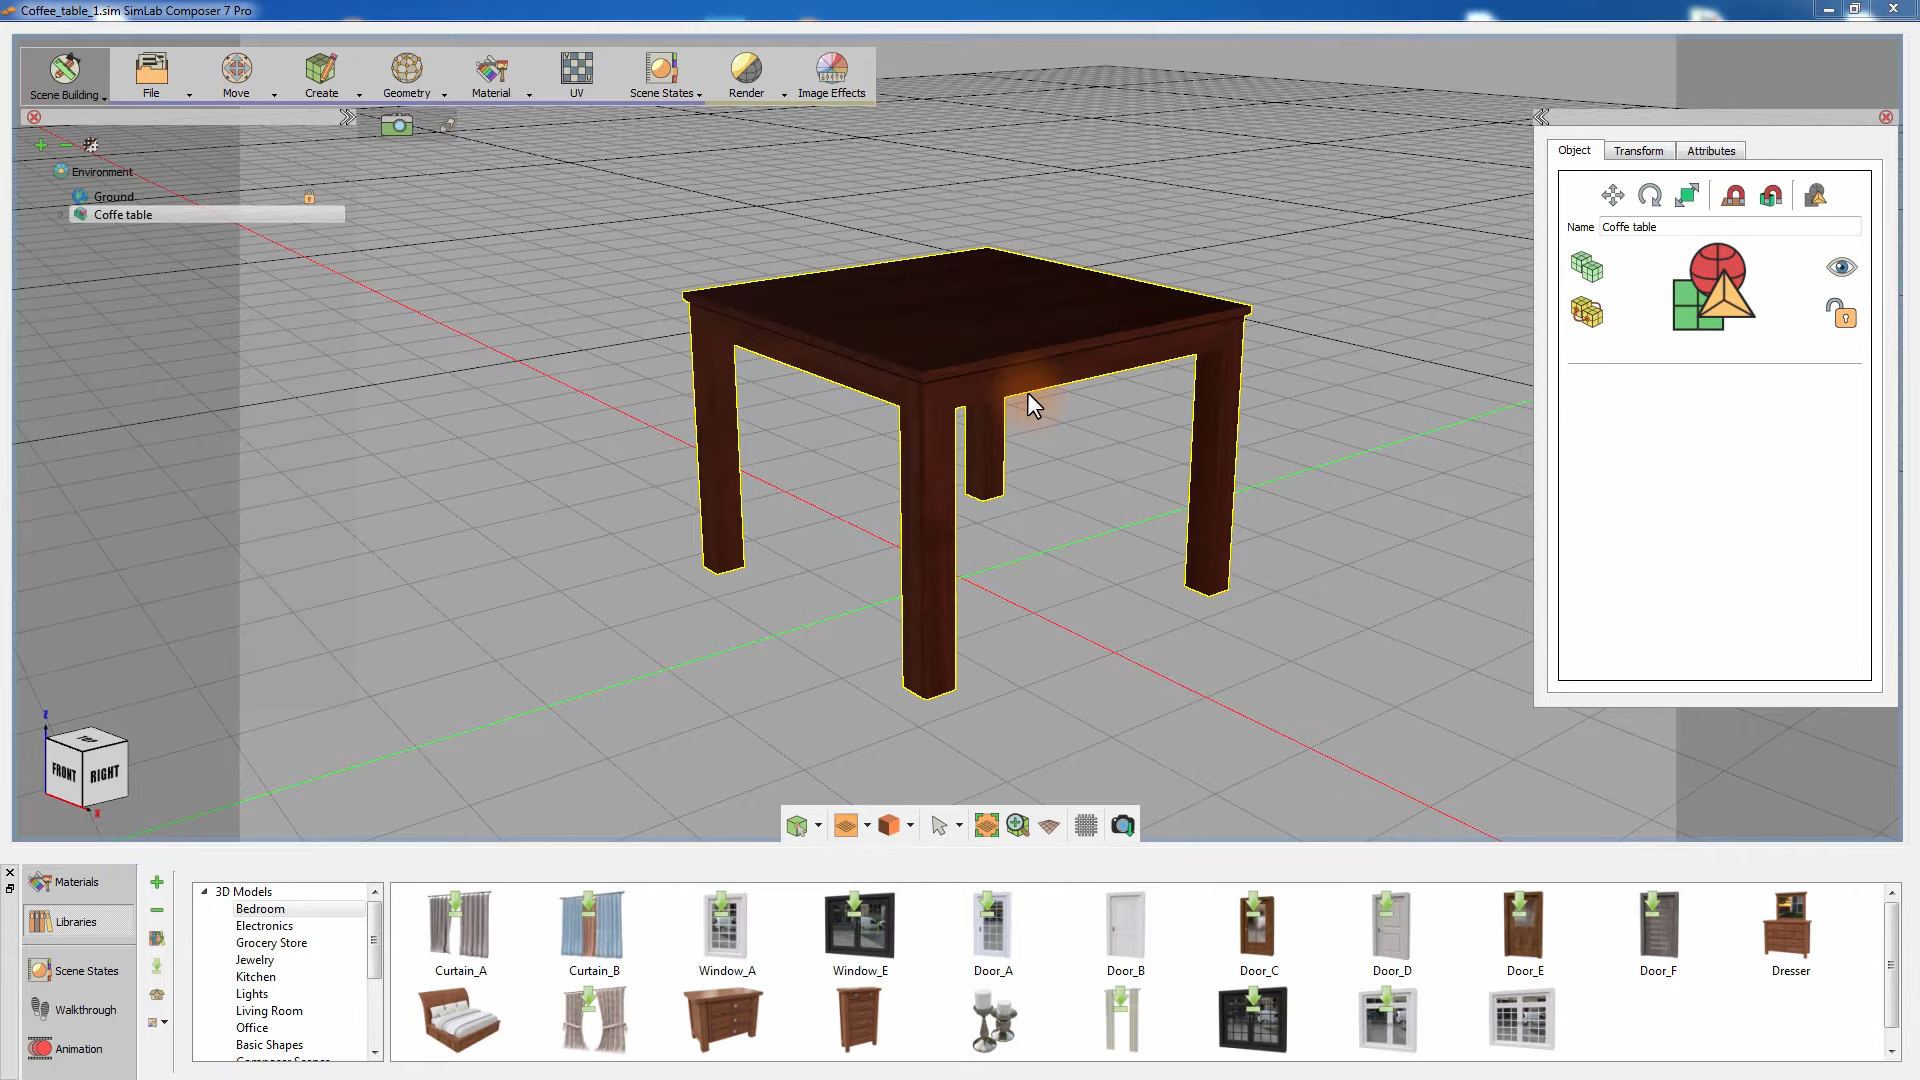 Coffee_table_1.sim SimLab Composer 7 Pro
Scene Building
File
Move
Create
Geometry
Material
UV
Scene States
Render
Image Effects
Environment
Ground
Coffe table
Object
Transform
Attributes
Name
Coffe table
TOP
FRONT
RIGHT
Z
X
Materials
Libraries
Scene States
Walkthrough
Animation
3D Models
Bedroom
Electronics
Grocery Store
Jewelry
Kitchen
Lights
Living Room
Office
Basic Shapes
Curtain_A
Curtain_B
Window_A
Window_E
Door_A
Door_B
Door_C
Door_D
Door_E
Door_F
Dresser